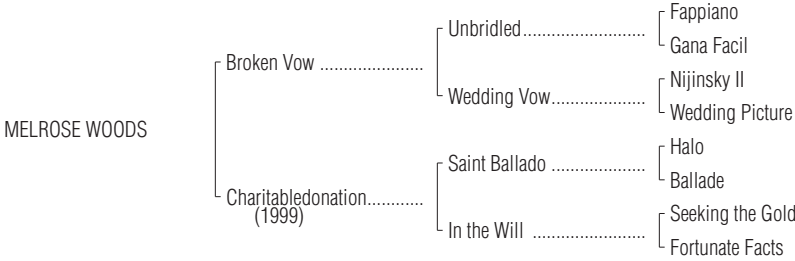 Fappiano
Unbridled..........................
Gana Facil
Broken Vow ......................
Nijinsky II
Wedding Vow....................
Wedding Picture
MELROSE WOODS
Halo
Saint Ballado ....................
Ballade
Charitabledonation............
(1999)
Seeking the Gold
In the Will ........................
Fortunate Facts